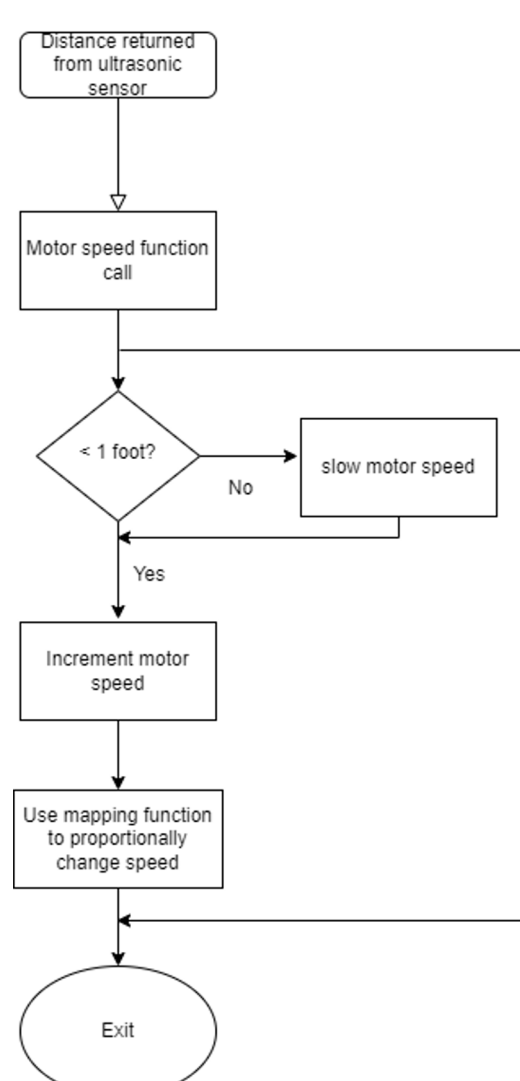 Distance returned
from ultrasonic
sensor
Motor speed function
call
< 1 foot?
No
slow motor speed
Yes
Increment motor
speed
Use mapping function
to proportionally
change speed
Exit